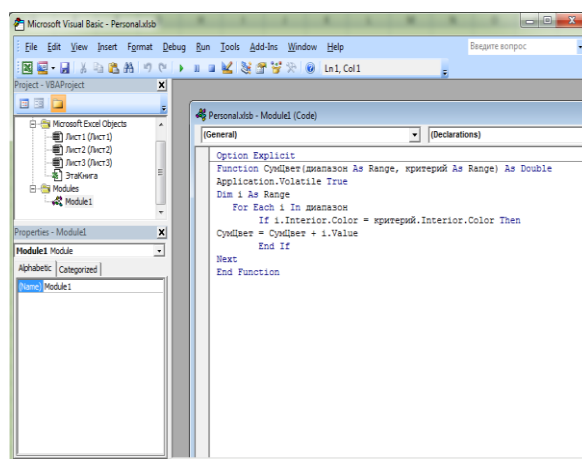 Microsoft Visual Basic - Personal.xlsb
File Edit View Insert Format Debug Run Tools Add-Ins Window Help
Введите вопрос
Ln 1, Col 1
Project - VBAProject
Microsoft Excel Objects
Лист1 (Лист1)
Лист2 (Лист2)
Лист3 (Лист3)
ЭтаКнига
Modules
Module1
Properties - Module1
Module1 Module
Alphabetic Categorized
(Name) Module1
Personal.xlsb - Module1 (Code)
(General) (Declarations)
Option Explicit
Function СумЦвет(диапазон As Range, критерий As Range) As Double
Application.Volatile True
Dim i As Range
For Each i In диапазон
If i.Interior.Color = критерий.Interior.Color Then
СумЦвет = СумЦвет + i.Value
End If
Next
End Function